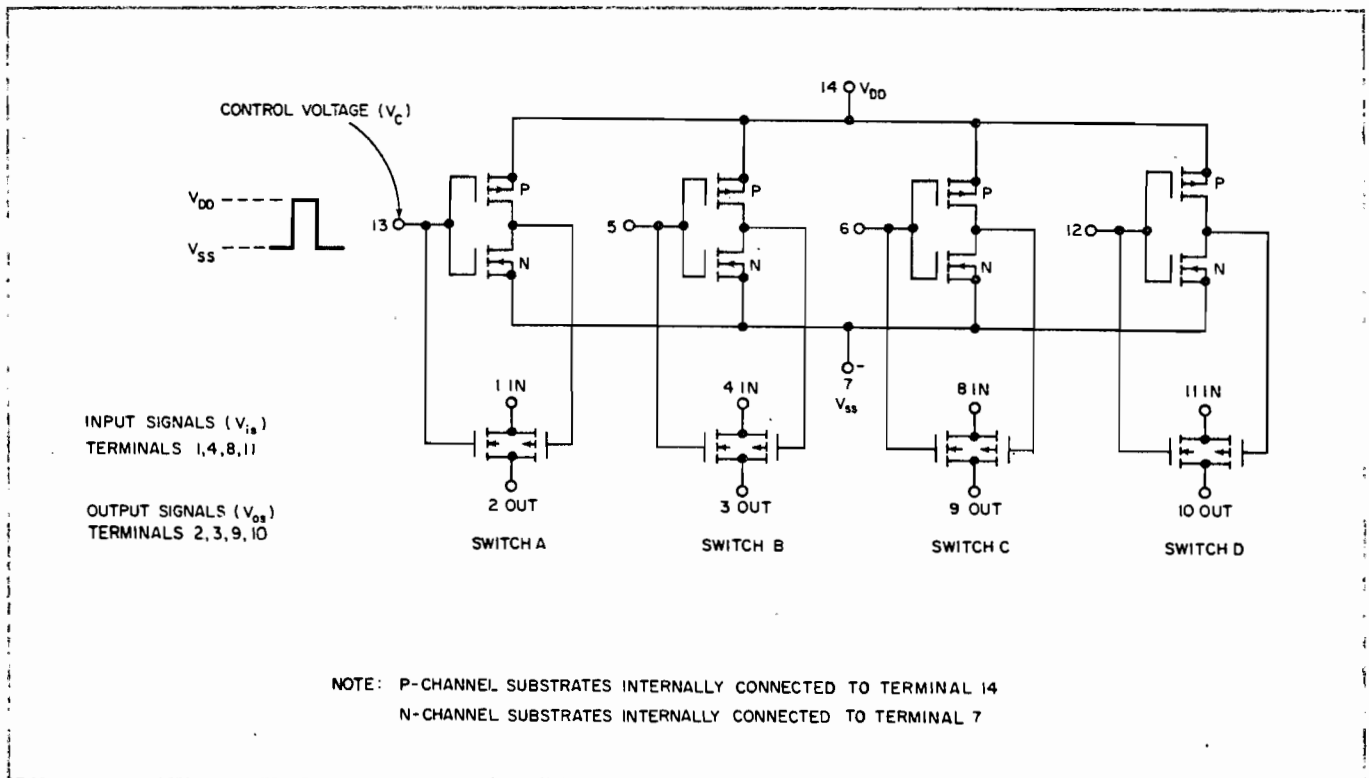 14 V_DD
CONTROL VOLTAGE (V_C)
V_DD
V_SS
13
P
N
5
P
N
6
P
N
12
P
N
7
V_SS
-
1 IN
4 IN
8 IN
11 IN
INPUT SIGNALS (V_is)
TERMINALS 1,4,8,11
OUTPUT SIGNALS (V_os)
TERMINALS 2,3,9,10
2 OUT
3 OUT
9 OUT
10 OUT
SWITCH A
SWITCH B
SWITCH C
SWITCH D
NOTE: P-CHANNEL SUBSTRATES INTERNALLY CONNECTED TO TERMINAL 14
N-CHANNEL SUBSTRATES INTERNALLY CONNECTED TO TERMINAL 7